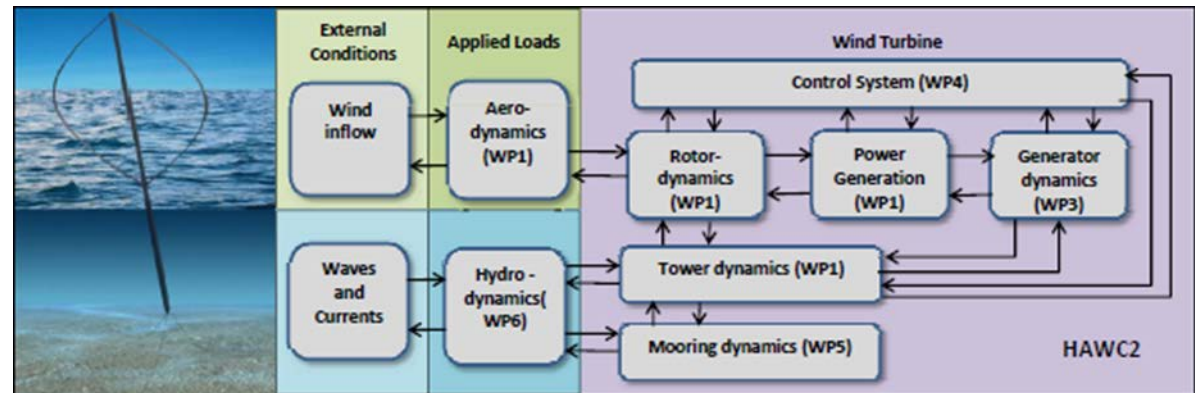 External
Conditions
Applied Loads
Wind Turbine
Control System (WP4)
Wind
inflow
Aero-
dynamics
(WP1)
Rotor-
dynamics
(WP1)
Power
Generation
(WP1)
Generator
dynamics
(WP3)
Waves
and
Currents
Hydro -
dynamics(
WP6)
Tower dynamics (WP1)
Mooring dynamics (WP5)
HAWC2